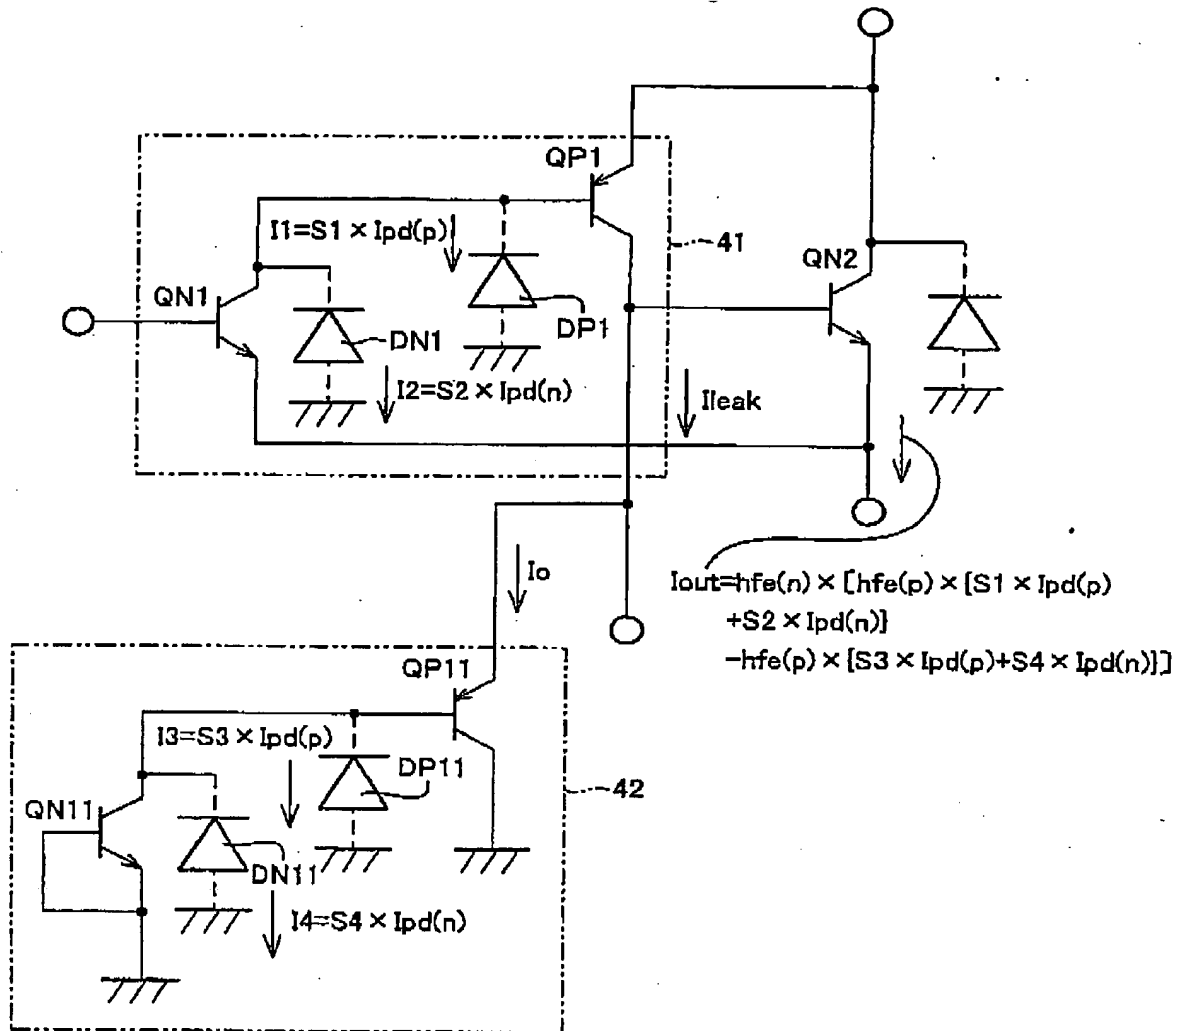 QP1
I1=S1×Ipd(p)
41
QN2
QN1
DP1
DN1
I2=S2×Ipd(n)
Ileak
Io
Iout=hfe(n)×[hfe(p)×{S1×Ipd(p)
+S2×Ipd(n)}
-hfe(p)×{S3×Ipd(p)+S4×Ipd(n)}]
QP11
I3=S3×Ipd(p)
DP11
42
QN11
DN11
I4=S4×Ipd(n)